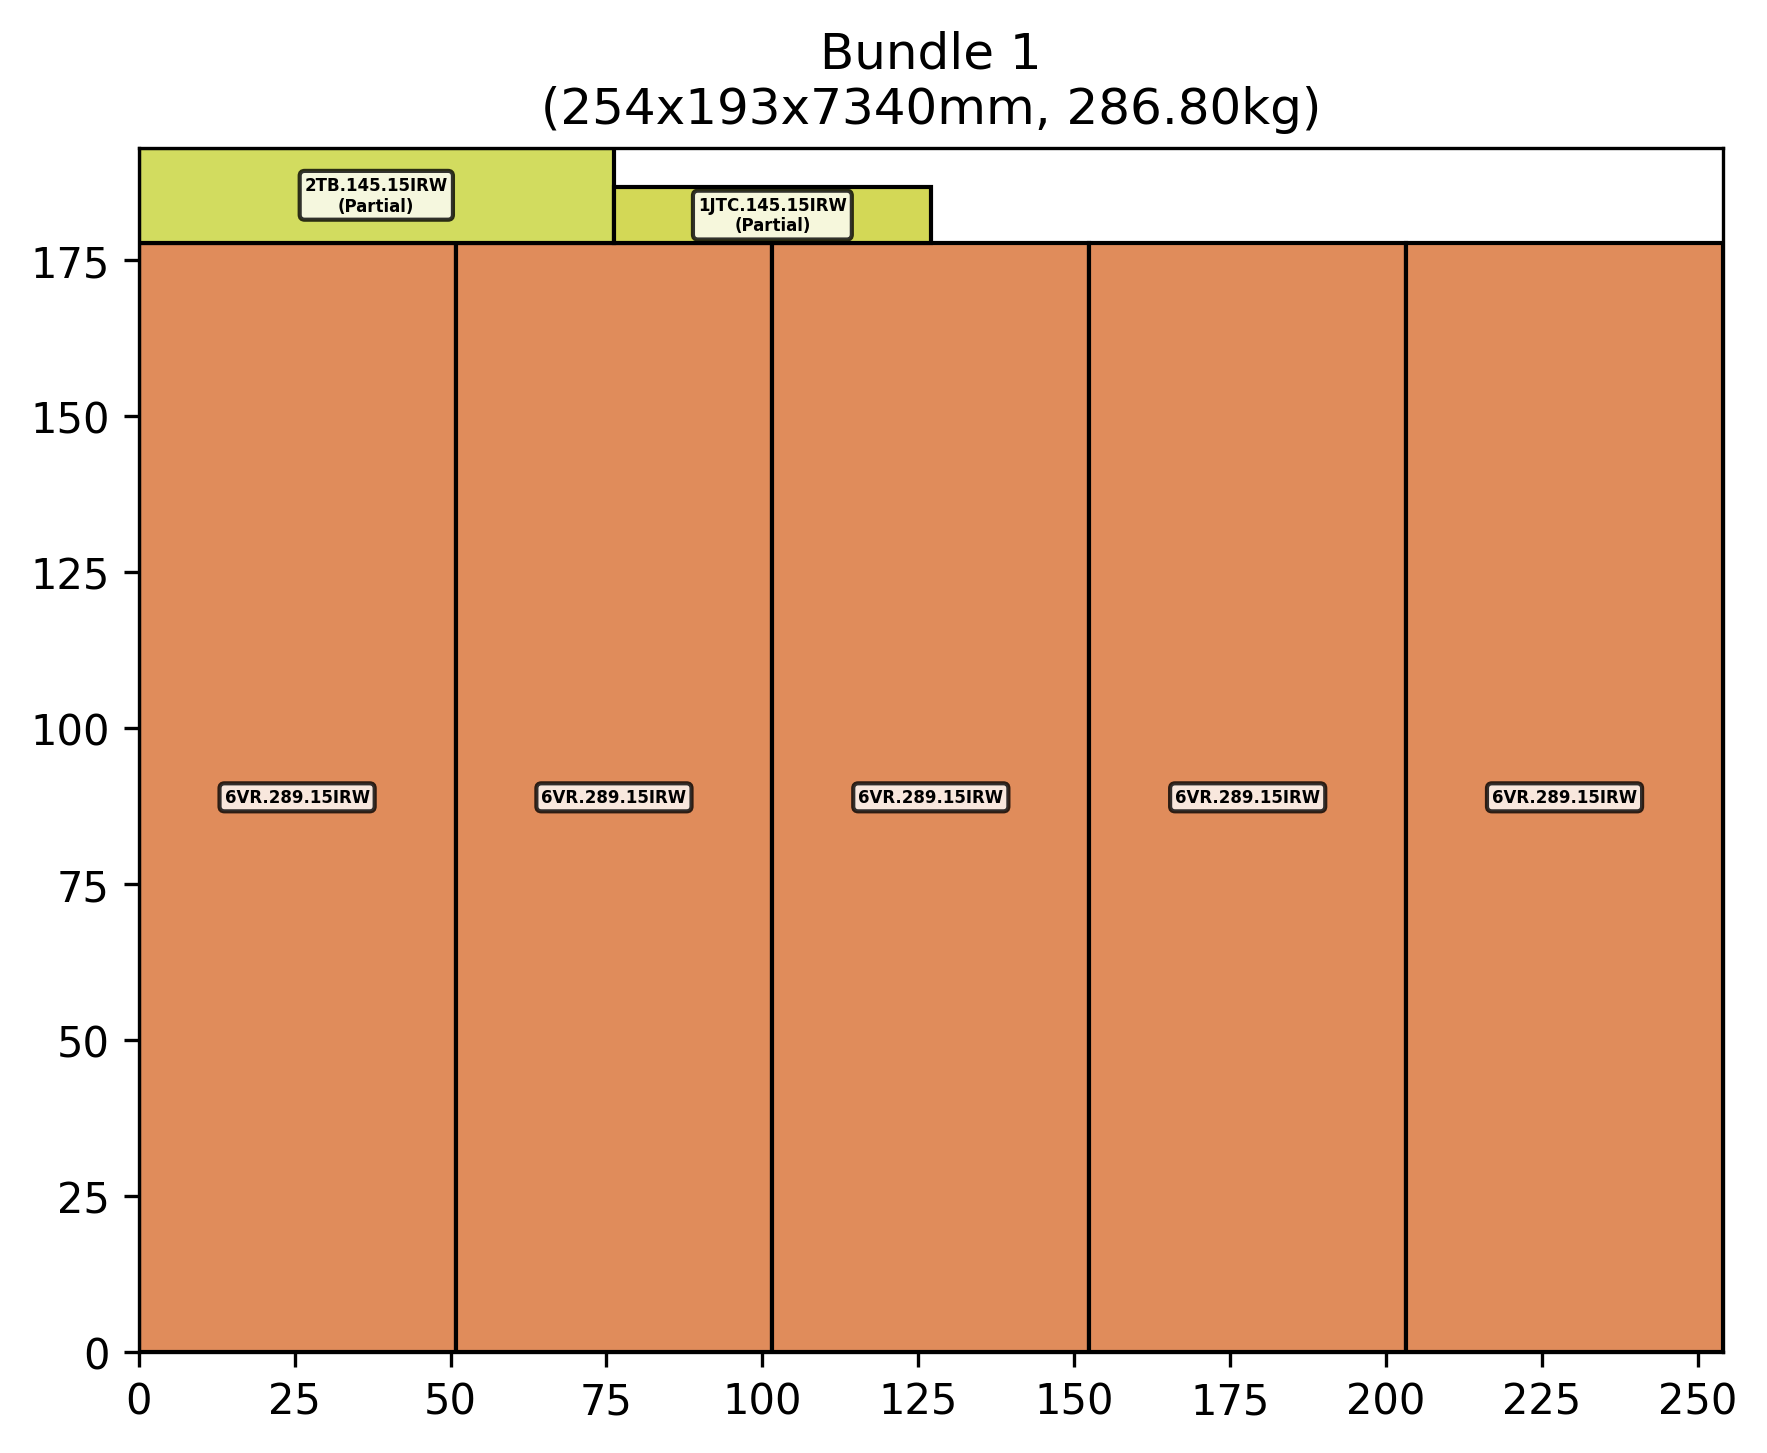 Bundle 1
(254x193x7340mm, 286.80kg)
2TB.145.15IRW
(Partial)
1JTC.145.15IRW
(Partial)
175
150
125
100
75
50
25
0
6VR.289.15IRW
6VR.289.15IRW
6VR.289.15IRW
6VR.289.15IRW
6VR.289.15IRW
0 25 50 75 100 125 150 175 200 225 250